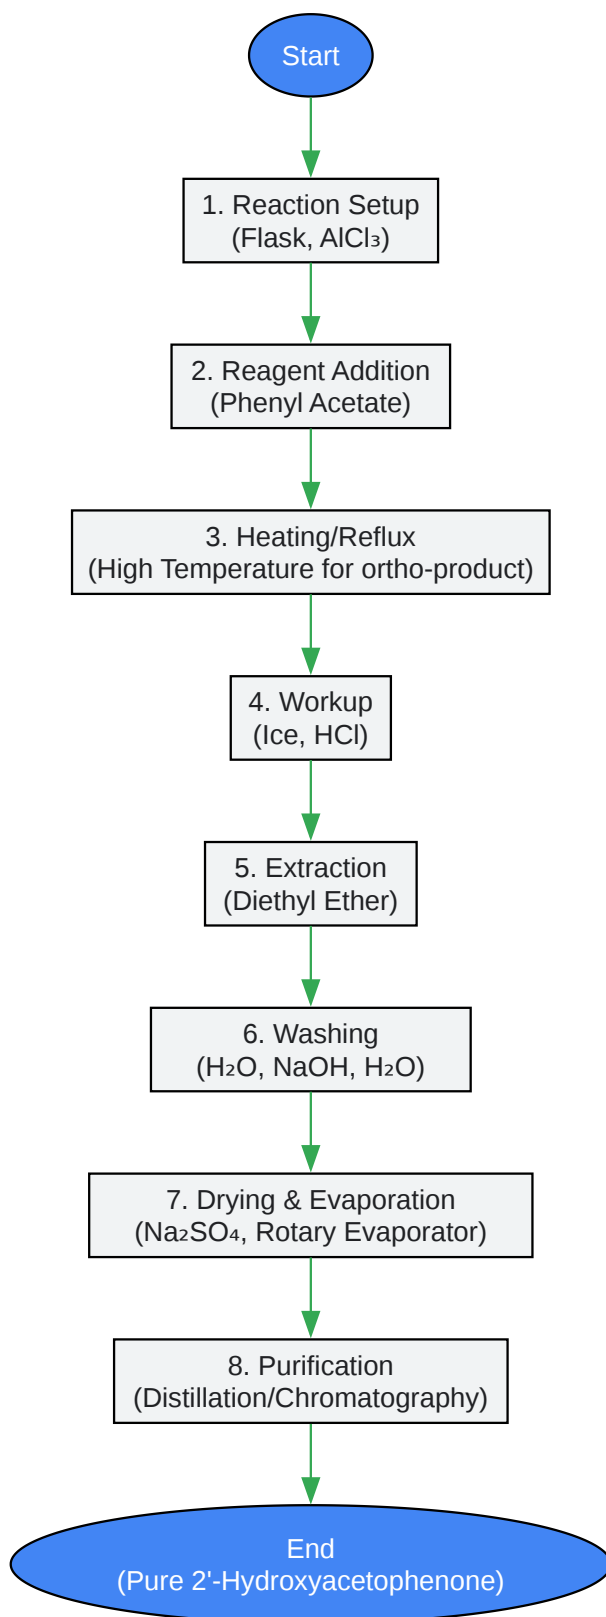 Start
1. Reaction Setup
(Flask, AlCl₃)
2. Reagent Addition
(Phenyl Acetate)
3. Heating/Reflux
(High Temperature for ortho-product)
4. Workup
(Ice, HCl)
5. Extraction
(Diethyl Ether)
6. Washing
(H₂O, NaOH, H₂O)
7. Drying & Evaporation
(Na₂SO₄, Rotary Evaporator)
8. Purification
(Distillation/Chromatography)
End
(Pure 2'-Hydroxyacetophenone)